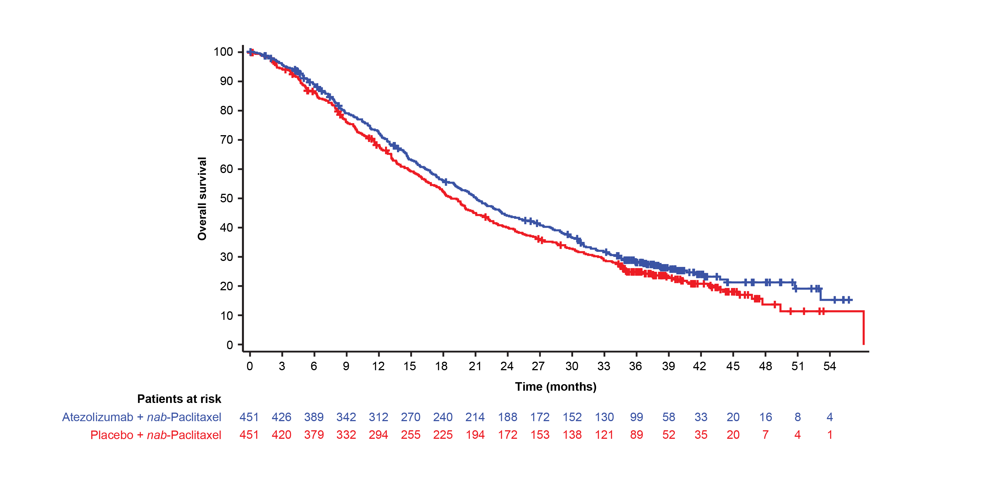 100
90
80
70
60
50
40
30
20
10
0
Overall survival
0 3 6 9 12 15 18 21 24 27 30 33 36 39 42 45 48 51 54
Time (months)
Patients at risk
Atezolizumab + nab-Paclitaxel 451 426 389 342 312 270 240 214 188 172 152 130 99 58 33 20 16 8 4
Placebo + nab-Paclitaxel 451 420 379 332 294 255 225 194 172 153 138 121 89 52 35 20 7 4 1